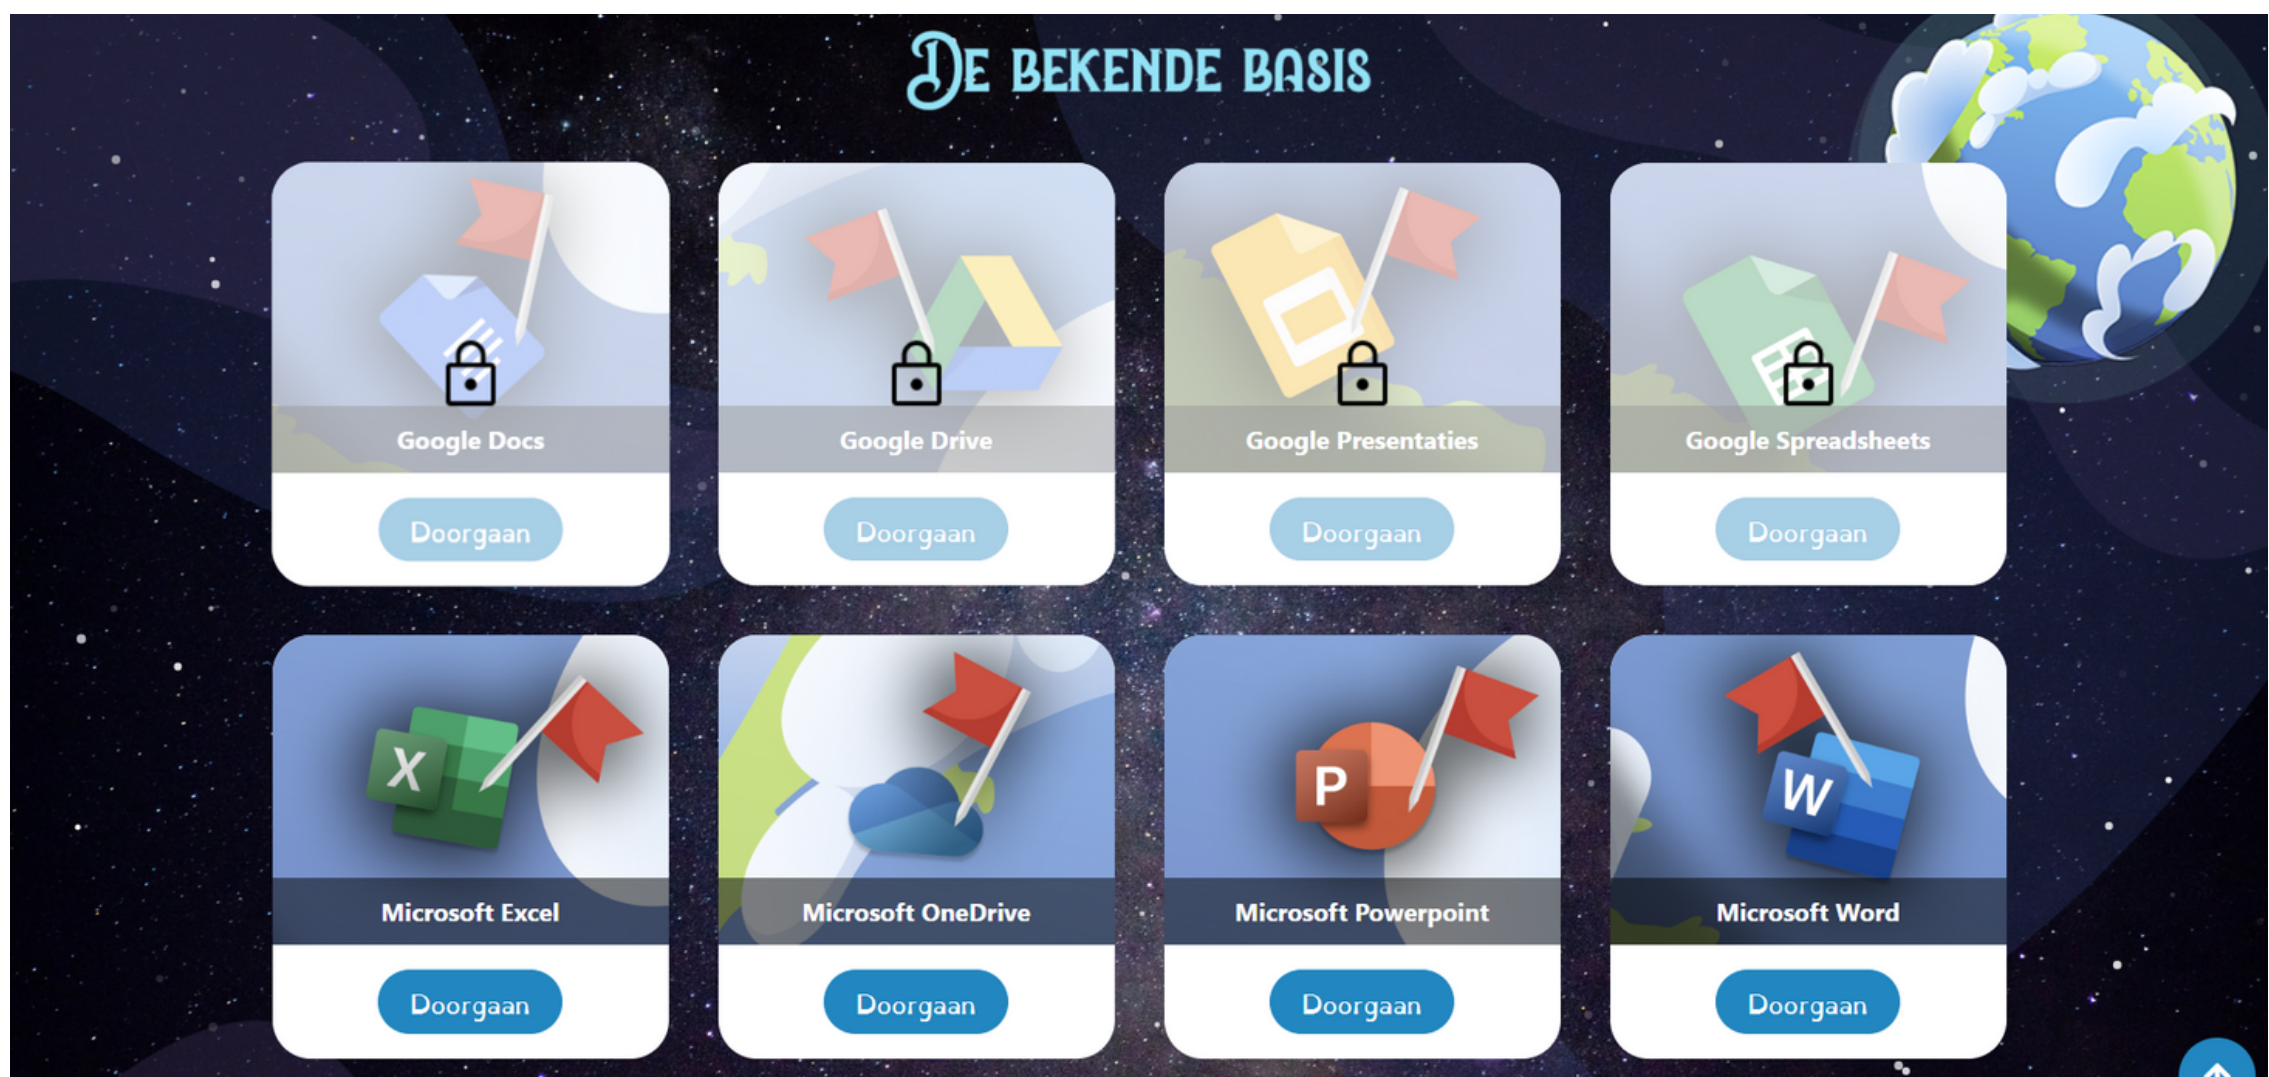 De bekende basis
Google Docs
Google Drive
Google Presentaties
Google Spreadsheets
Doorgaan
Doorgaan
Doorgaan
Doorgaan
X
P
W
Microsoft Excel
Microsoft OneDrive
Microsoft Powerpoint
Microsoft Word
Doorgaan
Doorgaan
Doorgaan
Doorgaan